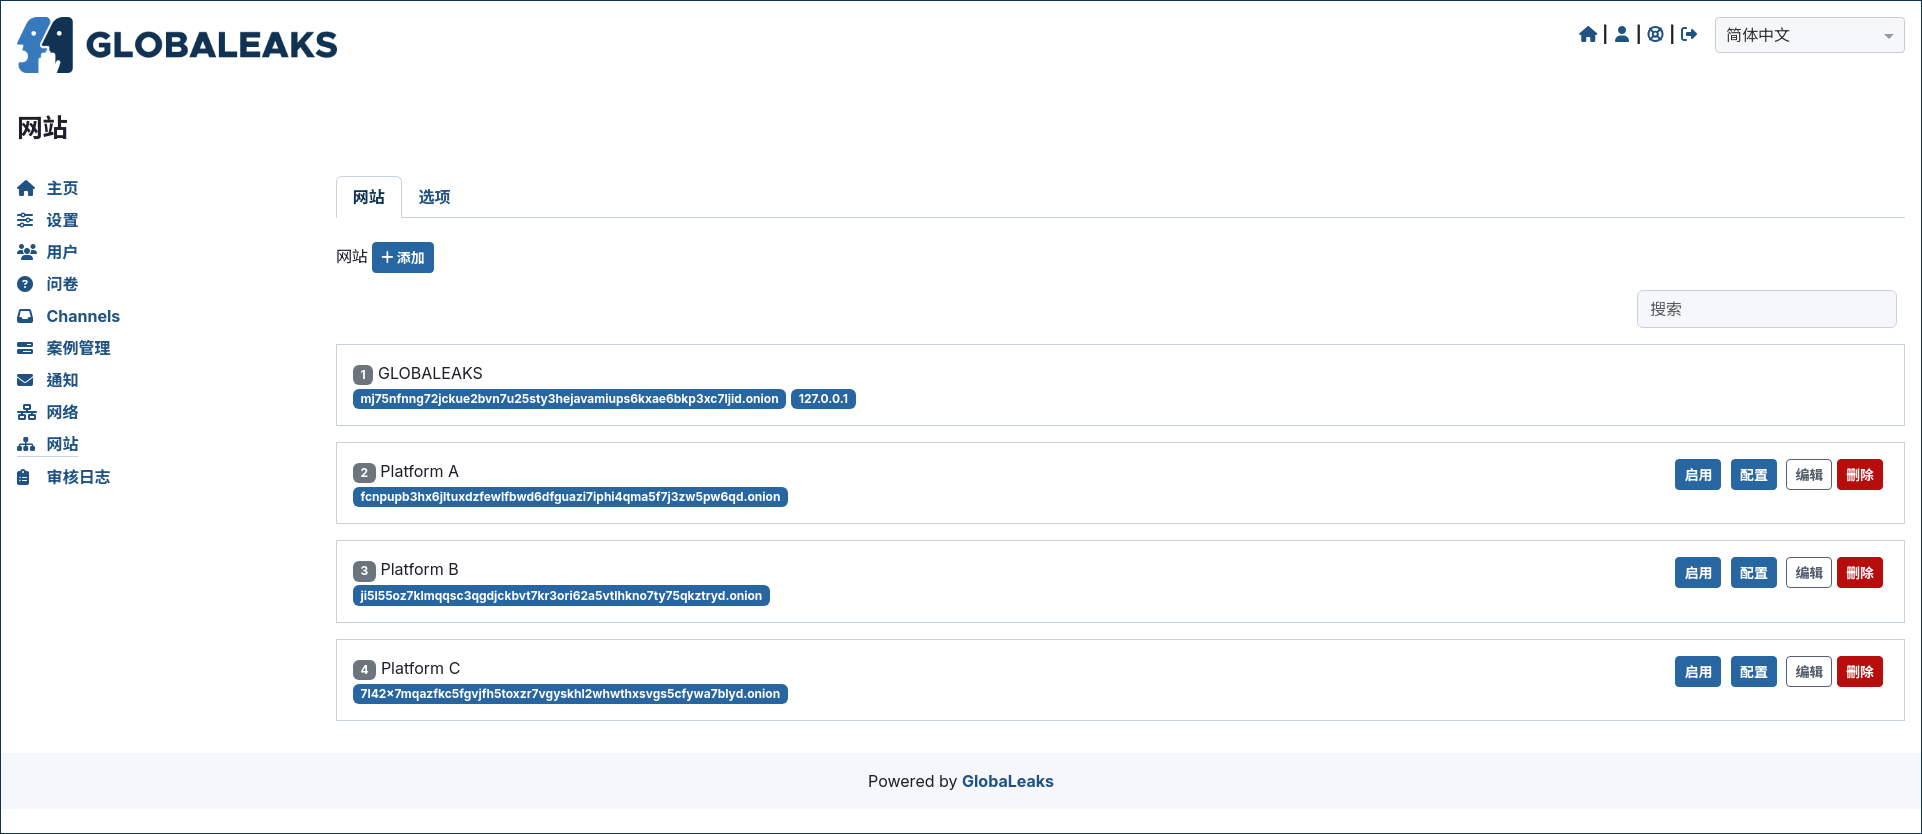 GLOBALEAKS
简体中文
网站
主页
设置
用户
问卷
Channels
案例管理
通知
网络
网站
审核日志
网站 选项
网站 添加
搜索
1 GLOBALEAKS
mj75nfnng72jckue2bvn7u25sty3hejavamiups6kxae6bkp3xc7ljid.onion 127.0.0.1
2 Platform A
启用 配置 编辑 删除
fcnpupb3hx6jltuxdzfewlfbwd6dfguazi7iphi4qma5f7j3zw5pw6qd.onion
3 Platform B
启用 配置 编辑 删除
ji5l55oz7klmqqsc3qgdjckbvt7kr3ori62a5vtlhkno7ty75qkztryd.onion
4 Platform C
启用 配置 编辑 删除
7l42x7mqazfkc5fgvjfh5toxzr7vgyskhl2whwthxsvgs5cfywa7blyd.onion
Powered by GlobaLeaks